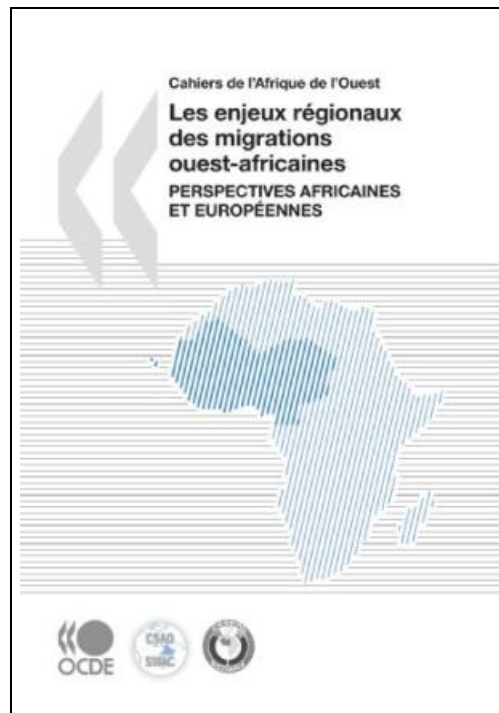 Cahiers de l'Afrique de l'Ouest
Les enjeux régionaux
des migrations
ouest-africaines
PERSPECTIVES AFRICAINES
ET EUROPÉENNES
OCDE
CSAO
SWAC